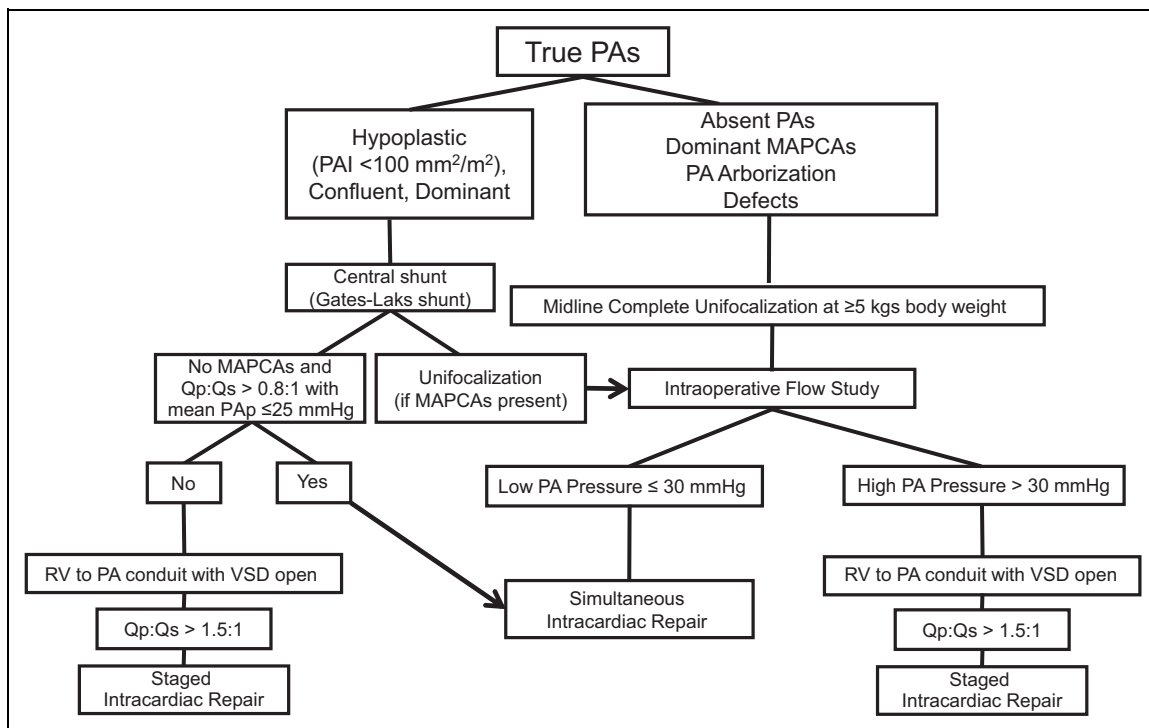 True PAs
Hypoplastic
(PAI <100 mm²/m²),
Confluent, Dominant
Absent PAs
Dominant MAPCAs
PA Arborization
Defects
Central shunt
(Gates-Laks shunt)
Midline Complete Unifocalization at ≥5 kgs body weight
No MAPCAs and
Qp:Qs > 0.8:1 with
mean PAp ≤25 mmHg
Unifocalization
(if MAPCAs present)
Intraoperative Flow Study
No
Yes
Low PA Pressure ≤ 30 mmHg
High PA Pressure > 30 mmHg
RV to PA conduit with VSD open
Simultaneous
Intracardiac Repair
RV to PA conduit with VSD open
Qp:Qs > 1.5:1
Qp:Qs > 1.5:1
Staged
Intracardiac Repair
Staged
Intracardiac Repair